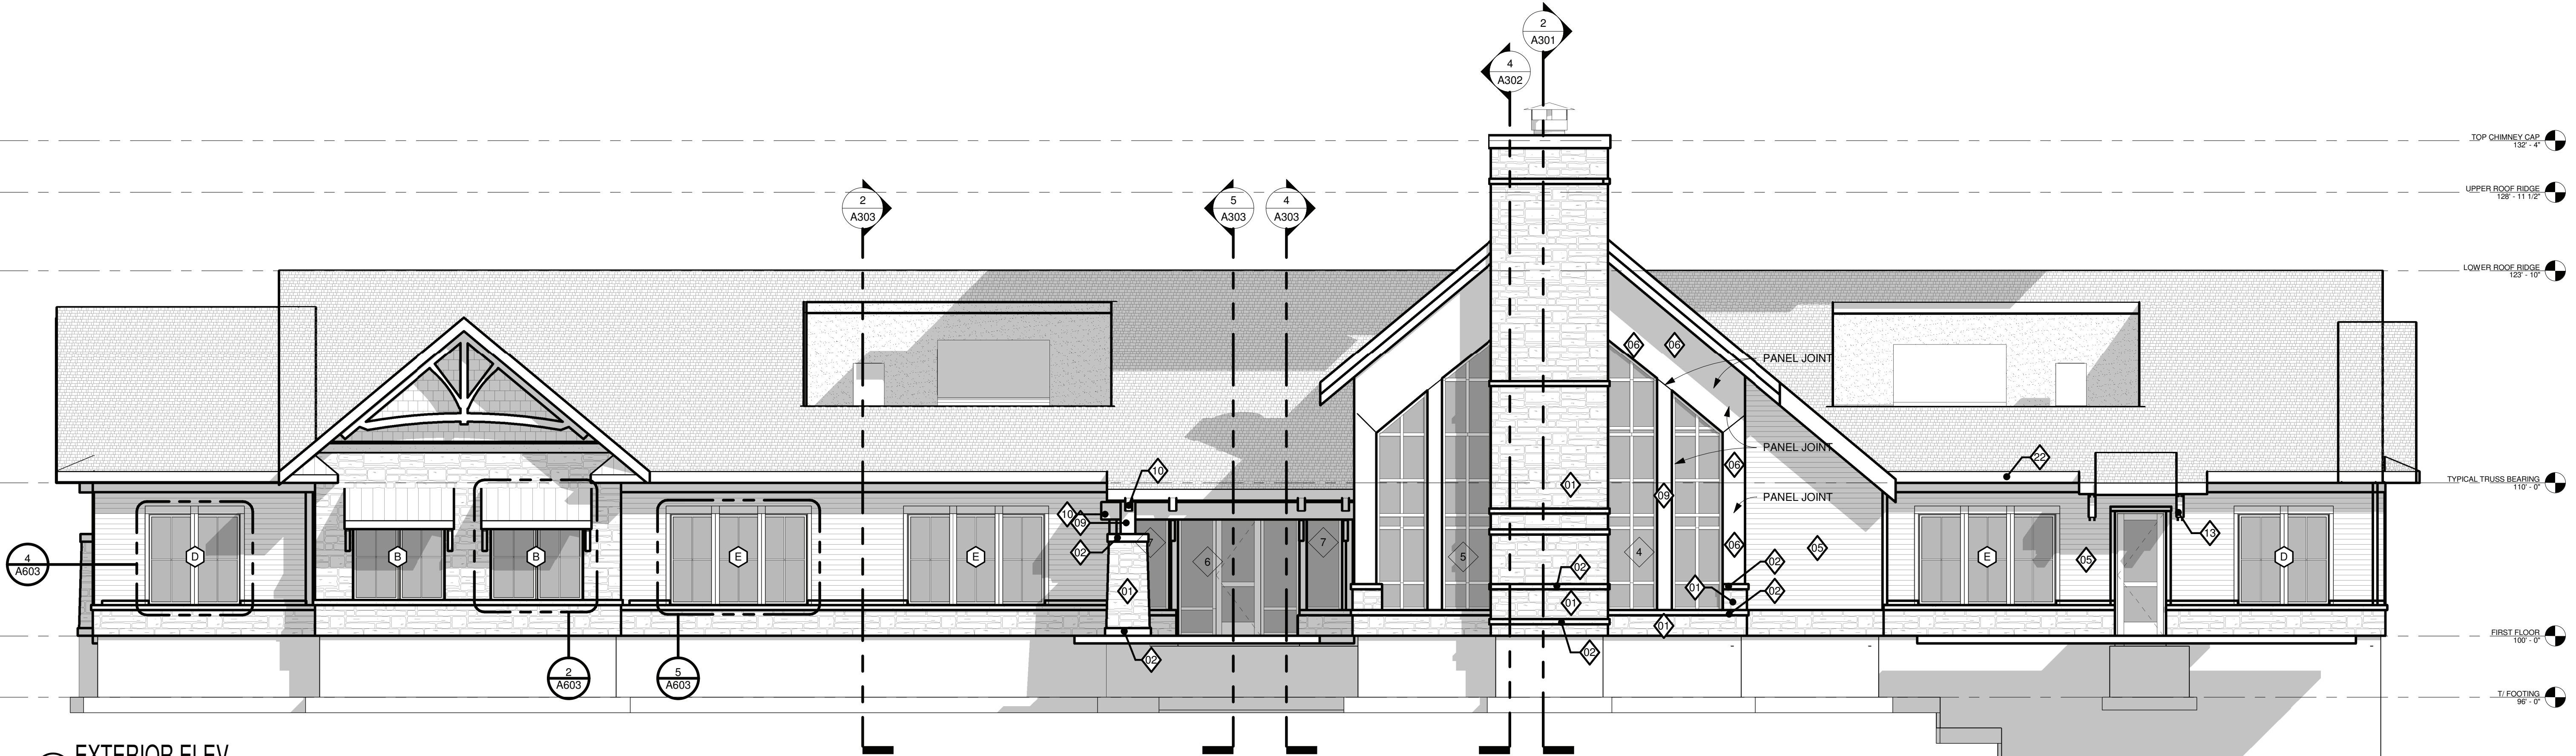 2
A301
4
A302
TOP CHIMNEY CAP
132' - 4"
UPPER ROOF RIDGE
128' - 11 1/2"
2
A303
5
A303
4
A303
LOWER ROOF RIDGE
123' - 10"
06
06
PANEL JOINT
PANEL JOINT
10
22
06
01
TYPICAL TRUSS BEARING
110' - 0"
09
PANEL JOINT
10
09
13
02
7
7
06
05
02
D
B
B
E
E
6
5
4
E
05
D
4
A603
02
02
01
01
01
02
01
01
FIRST FLOOR
100' - 0"
02
02
2
A603
5
A603
T/ FOOTING
96' - 0"
EXTERIOR ELEV